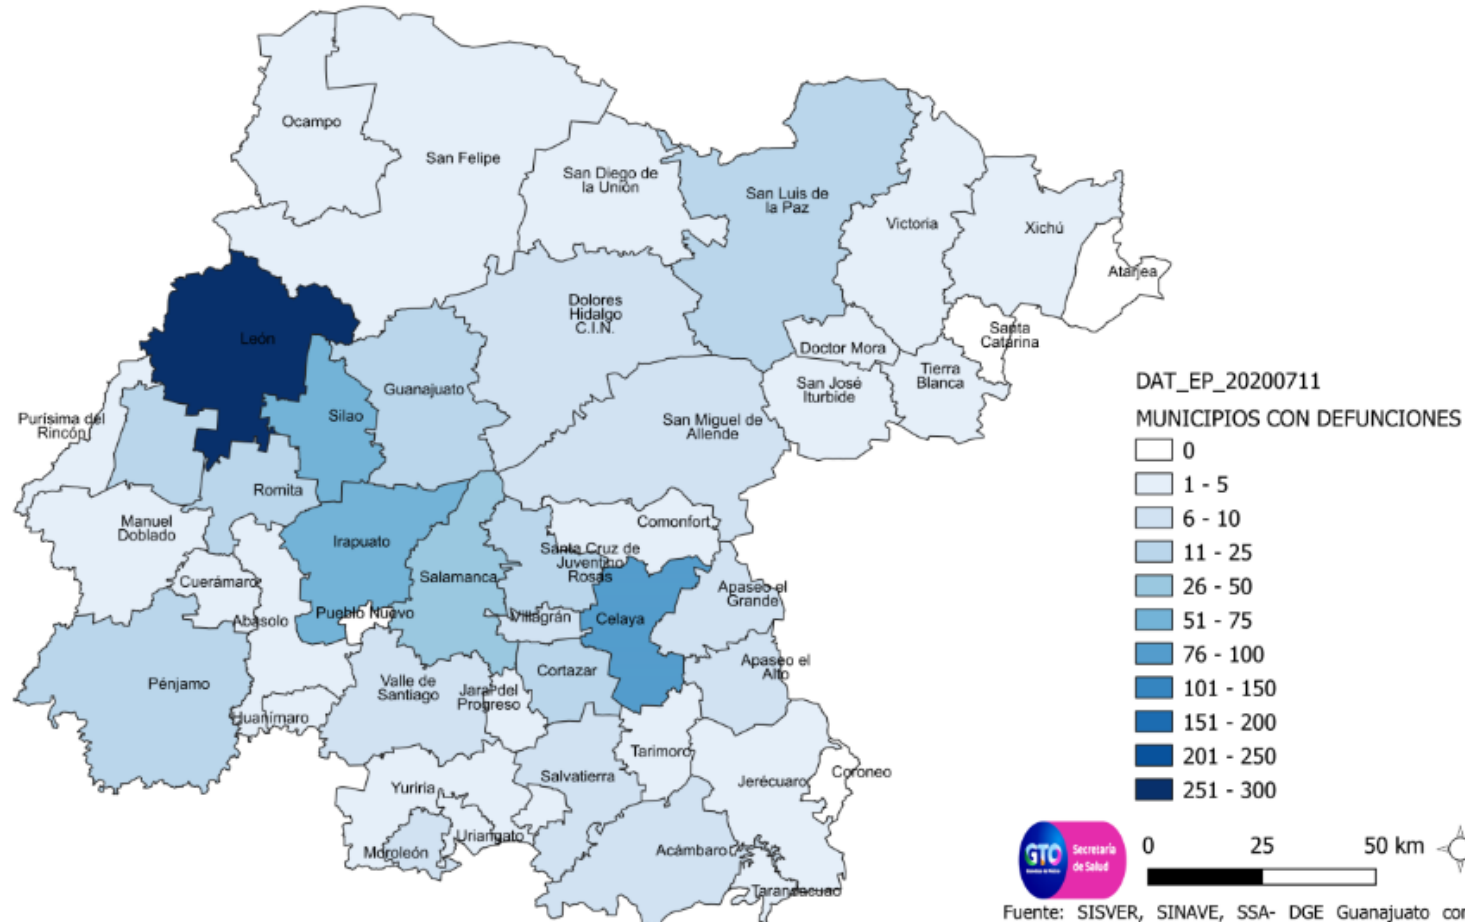 Ocampo
San Felipe
San Diego de
la Unión
San Luis de
la Paz
Victoria
Xichú
Atarjea
Dolores
Hidalgo
C.I.N.
Santa
Catarina
León
Doctor Mora
Tierra
Blanca
San José
Iturbide
Guanajuato
Silao
San Miguel de
Allende
Purísima del
Rincón
Romita
Manuel
Doblado
Comonfort
Irapuato
Santa Cruz de
Juventino
Rosas
Salamanca
Cuerámaro
Apaseo el
Grande
Abasolo
Pueblo Nuevo
Villagrán
Celaya
Pénjamo
Valle de
Santiago
Jaral del
Progreso
Cortazar
Apaseo el
Alto
Huanímaro
Tarimoro
Jerécuaro
Coroneo
Salvatierra
Yuriria
Uriangato
Moroleón
Acámbaro
Tarandacuao
DAT_EP_20200711
MUNICIPIOS CON DEFUNCIONES
0
1 - 5
6 - 10
11 - 25
26 - 50
51 - 75
76 - 100
101 - 150
151 - 200
201 - 250
251 - 300
GTO
Secretaría
de Salud
0 25 50 km
Fuente: SISVER, SINAVE, SSA- DGE Guanajuato con